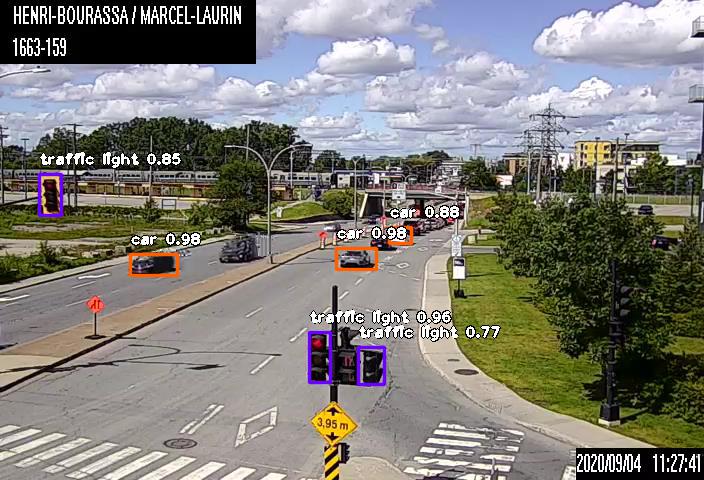 HENRI-BOURASSA / MARCEL-LAURIN
1663-159
traffic light 0.85
car 0.88
car 0.98
car 0.98
traffic light 0.96
traffic light 0.77
3,95 m
2020/09/04 11:27:41